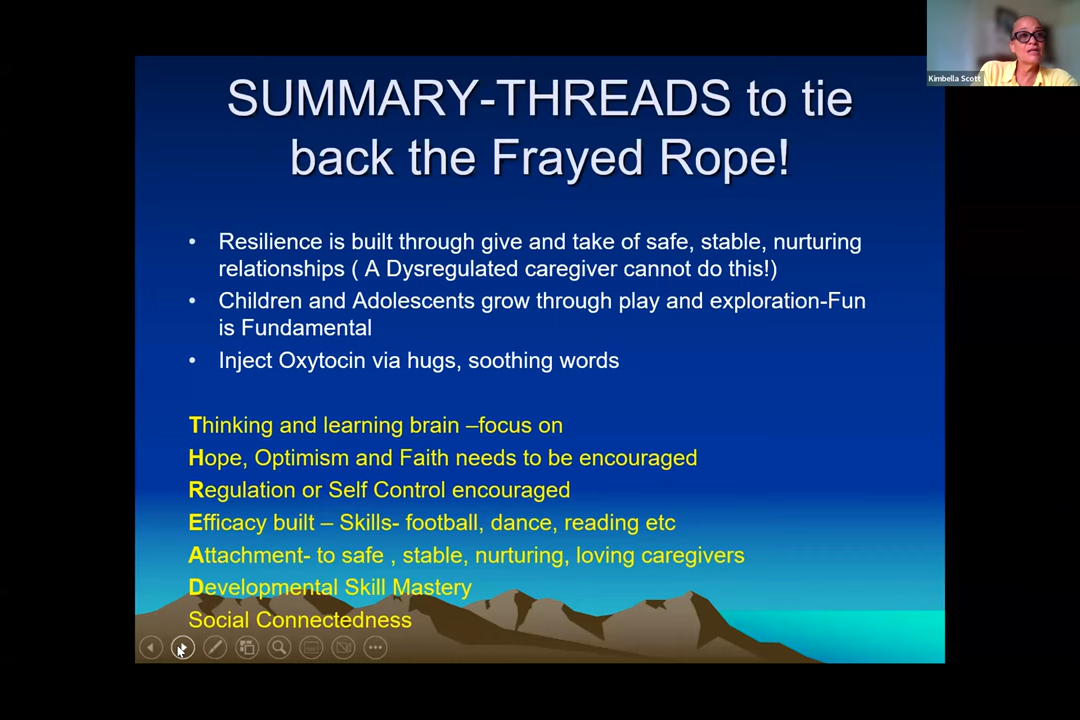 Kimbella Scott
SUMMARY-THREADS to tie
back the Frayed Rope!
• Resilience is built through give and take of safe, stable, nurturing
relationships ( A Dysregulated caregiver cannot do this!)
• Children and Adolescents grow through play and exploration-Fun
is Fundamental
• Inject Oxytocin via hugs, soothing words
Thinking and learning brain –focus on
Hope, Optimism and Faith needs to be encouraged
Regulation or Self Control encouraged
Efficacy built – Skills- football, dance, reading etc
Attachment- to safe , stable, nurturing, loving caregivers
Developmental Skill Mastery
Social Connectedness